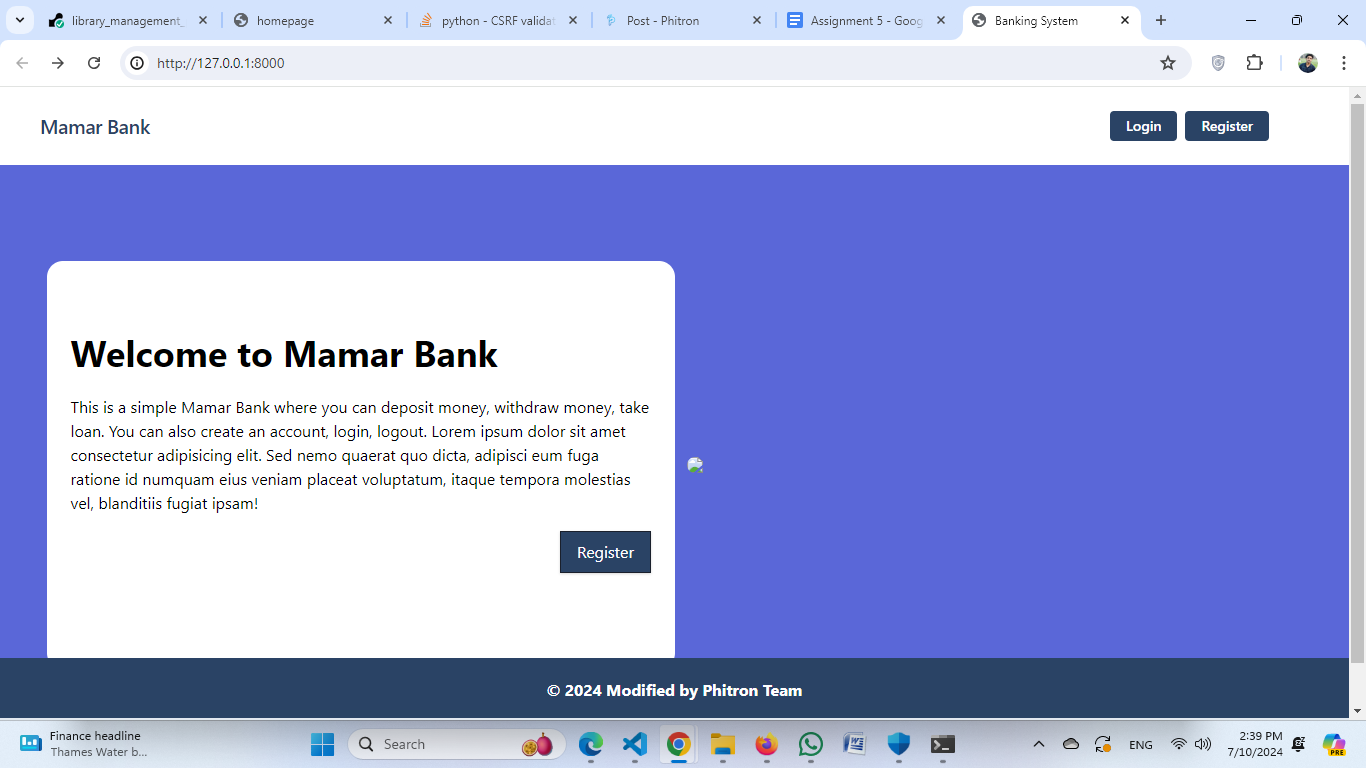 library_management_
homepage
python - CSRF validat
Post - Phitron
Assignment 5 - Goog
Banking System
http://127.0.0.1:8000
Mamar Bank
Login
Register
Welcome to Mamar Bank
This is a simple Mamar Bank where you can deposit money, withdraw money, take
loan. You can also create an account, login, logout. Lorem ipsum dolor sit amet
consectetur adipisicing elit. Sed nemo quaerat quo dicta, adipisci eum fuga
ratione id numquam eius veniam placeat voluptatum, itaque tempora molestias
vel, blanditiis fugiat ipsam!
Register
© 2024 Modified by Phitron Team
Finance headline
Thames Water b...
Search
ENG
2:39 PM
7/10/2024
PRE